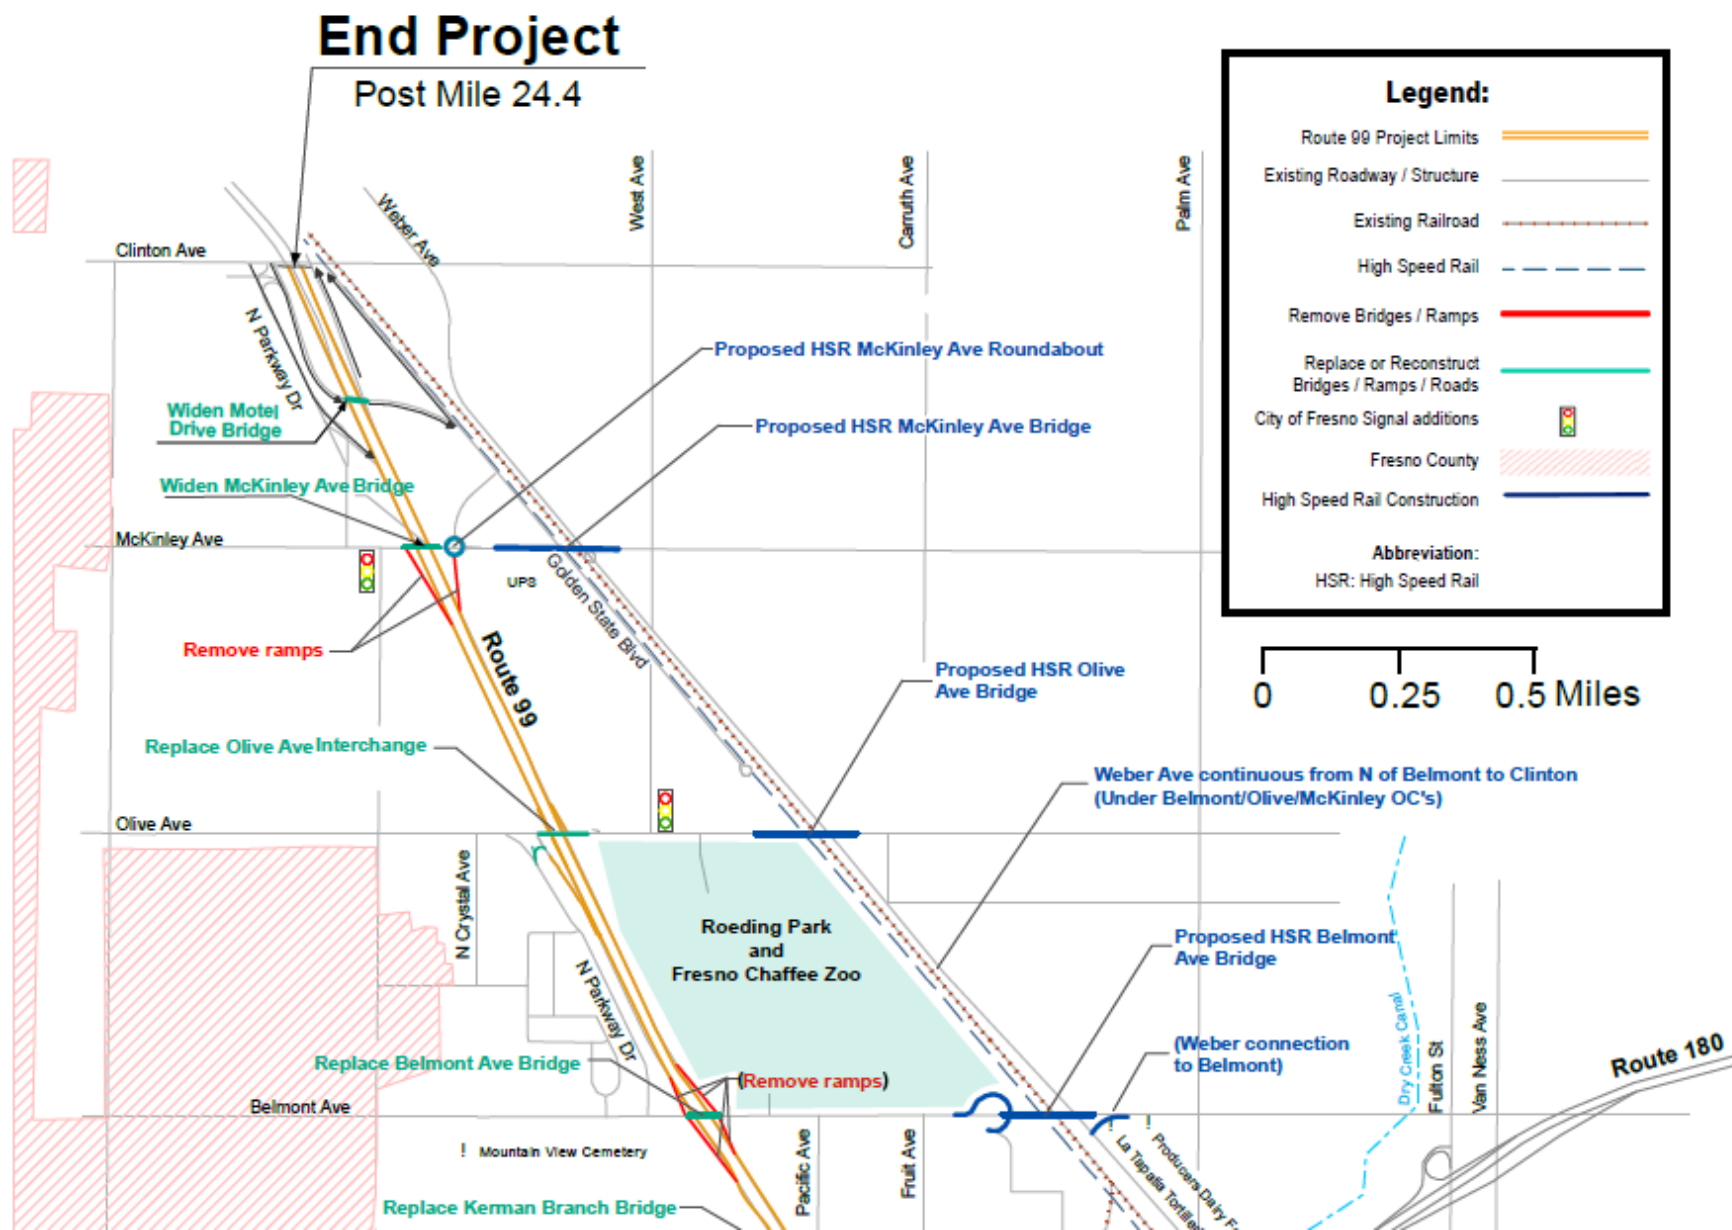 End Project
Post Mile 24.4
Legend:
Route 99 Project Limits
Existing Roadway / Structure
Existing Railroad
High Speed Rail
Remove Bridges / Ramps
Replace or Reconstruct
Bridges / Ramps / Roads
City of Fresno Signal additions
Fresno County
High Speed Rail Construction
Abbreviation:
HSR: High Speed Rail
0 0.25 0.5 Miles
West Ave
Carruth Ave
Palm Ave
Weber Ave
Clinton Ave
N Parkway Dr
Proposed HSR McKinley Ave Roundabout
Widen Motel
Drive Bridge
Proposed HSR McKinley Ave Bridge
Widen McKinley Ave Bridge
McKinley Ave
UPS
Golden State Blvd
Remove ramps
Route 99
Proposed HSR Olive
Ave Bridge
Replace Olive Ave Interchange
Weber Ave continuous from N of Belmont to Clinton
(Under Belmont/Olive/McKinley OC's)
Olive Ave
N Crystal Ave
Roeding Park
and
Fresno Chaffee Zoo
Proposed HSR Belmont
Ave Bridge
N Parkway Dr
Dry Creek Canal
Fulton St
Van Ness Ave
Route 180
(Weber connection
to Belmont)
Replace Belmont Ave Bridge
(Remove ramps)
Belmont Ave
! Mountain View Cemetery
Pacific Ave
Fruit Ave
! La Tapatia
! Producers Dairy
Replace Kerman Branch Bridge